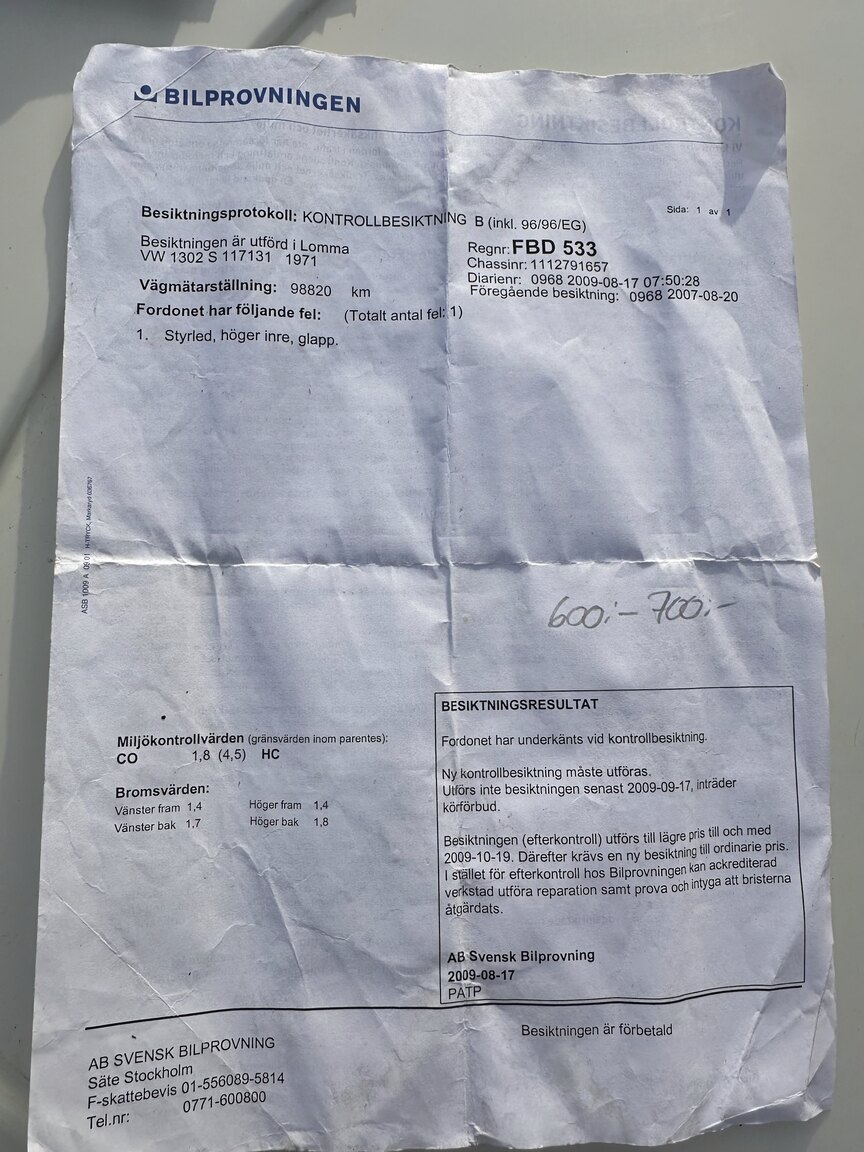 BILPROVNINGEN
Sida: 1 av 1
Besiktningsprotokoll: KONTROLLBESIKTNING B (inkl. 96/96/EG)
Besiktningen är utförd i Lomma
VW 1302 S 117131 1971
Regnr: FBD 533
Chassinr: 1112791657
Diarienr: 0968 2009-08-17 07:50:28
Föregående besiktning: 0968 2007-08-20
Vägmätarställning: 98820 km
Fordonet har följande fel: (Totalt antal fel: 1)
1. Styrled, höger inre, glapp.
600:- 700:-
Miljökontrollvärden (gränsvärden inom parentes):
CO 1,8 (4,5) HC
Bromsvärden:
Vänster fram 1,4 Höger fram 1,4
Vänster bak 1,7 Höger bak 1,8
BESIKTNINGSRESULTAT
Fordonet har underkänts vid kontrollbesiktning.
Ny kontrollbesiktning måste utföras.
Utförs inte besiktningen senast 2009-09-17, inträder
körförbud.
Besiktningen (efterkontroll) utförs till lägre pris till och med
2009-10-19. Därefter krävs en ny besiktning till ordinarie pris.
I stället för efterkontroll hos Bilprovningen kan ackrediterad
verkstad utföra reparation samt prova och intyga att bristerna
åtgärdats.
AB Svensk Bilprovning
2009-08-17
PATP
Besiktningen är förbetald
AB SVENSK BILPROVNING
Säte Stockholm
F-skattebevis 01-556089-5814
Tel.nr: 0771-600800